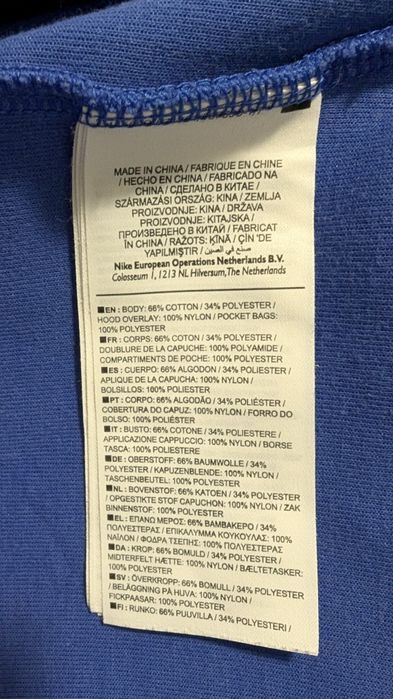 MADE IN CHINA / FABRIQUE EN CHINE
/ HECHO EN CHINA / FABRICADO NA
CHINA / СДЕЛАНО В КИТАЕ /
SZÁRMAZÁSI ORSZÁG: KINA / ZEMLJA
PROIZVODNJE: KINA / DRŽAVA
PROIZVODNJE: KITAJSKA /
ПРОИЗВЕДЕНО В КИТАЙ / FABRICAT
ÎN CHINA / RAŽOTS: ĶĪNĀ / ÇİN 'DE
YAPILMIŞTIR / صنع في الصين /
Nike European Operations Netherlands B.V.
Colosseum 1, 1213 NL Hilversum, The Netherlands
■EN : BODY: 66% COTTON / 34% POLYESTER /
HOOD OVERLAY: 100% NYLON / POCKET BAGS:
100% POLYESTER
■FR : CORPS: 66% COTON / 34% POLYESTER /
DOUBLURE DE LA CAPUCHE: 100% POLYAMIDE /
COMPARTIMENTS DE POCHE: 100% POLYESTER
■ES : CUERPO: 66% ALGODON / 34% POLIESTER /
APLIQUE DE LA CAPUCHA: 100% NYLON /
BOLSILLOS: 100% POLIESTER
■PT : CORPO: 66% ALGODÃO / 34% POLIÉSTER /
COBERTURA DO CAPUZ: 100% NYLON / FORRO DO
BOLSO: 100% POLIÉSTER
■IT : BUSTO: 66% COTONE / 34% POLIESTERE /
APPLICAZIONE CAPPUCCIO: 100% NYLON / BORSE
TASCA: 100% POLIESTERE
■DE : OBERSTOFF: 66% BAUMWOLLE / 34%
POLYESTER / KAPUZENBLENDE: 100% NYLON /
TASCHENBEUTEL: 100% POLYESTER
■NL : BOVENSTOF: 66% KATOEN / 34% POLYESTER
/ OPGESTIKTE STOF CAPUCHON: 100% NYLON / ZAK
BINNENSTOF: 100% POLYESTER
■EL : ΕΠΑΝΩ ΜΕΡΟΣ: 66% ΒΑΜΒΑΚΕΡΟ / 34%
ΠΟΛΥΕΣΤΕΡΑΣ / ΕΠΙΚΑΛΥΜΜΑ ΚΟΥΚΟΥΛΑΣ: 100%
ΝΑΪΛΟΝ / ΦΟΔΡΑ ΤΣΕΠΗΣ: 100% ΠΟΛΥΕΣΤΕΡΑΣ
■DA : KROP: 66% BOMULD / 34% POLYESTER /
MIDTERFELT HÆTTE: 100% NYLON / BÆLTETASKER:
100% POLYESTER
■SV : ÖVERKROPP: 66% BOMULL / 34% POLYESTER
/ BELÄGGNING PÅ HUVA: 100% NYLON /
FICKPAASAR: 100% POLYESTER
■FI : RUNKO: 66% PUUVILLA / 34% POLYESTERI /